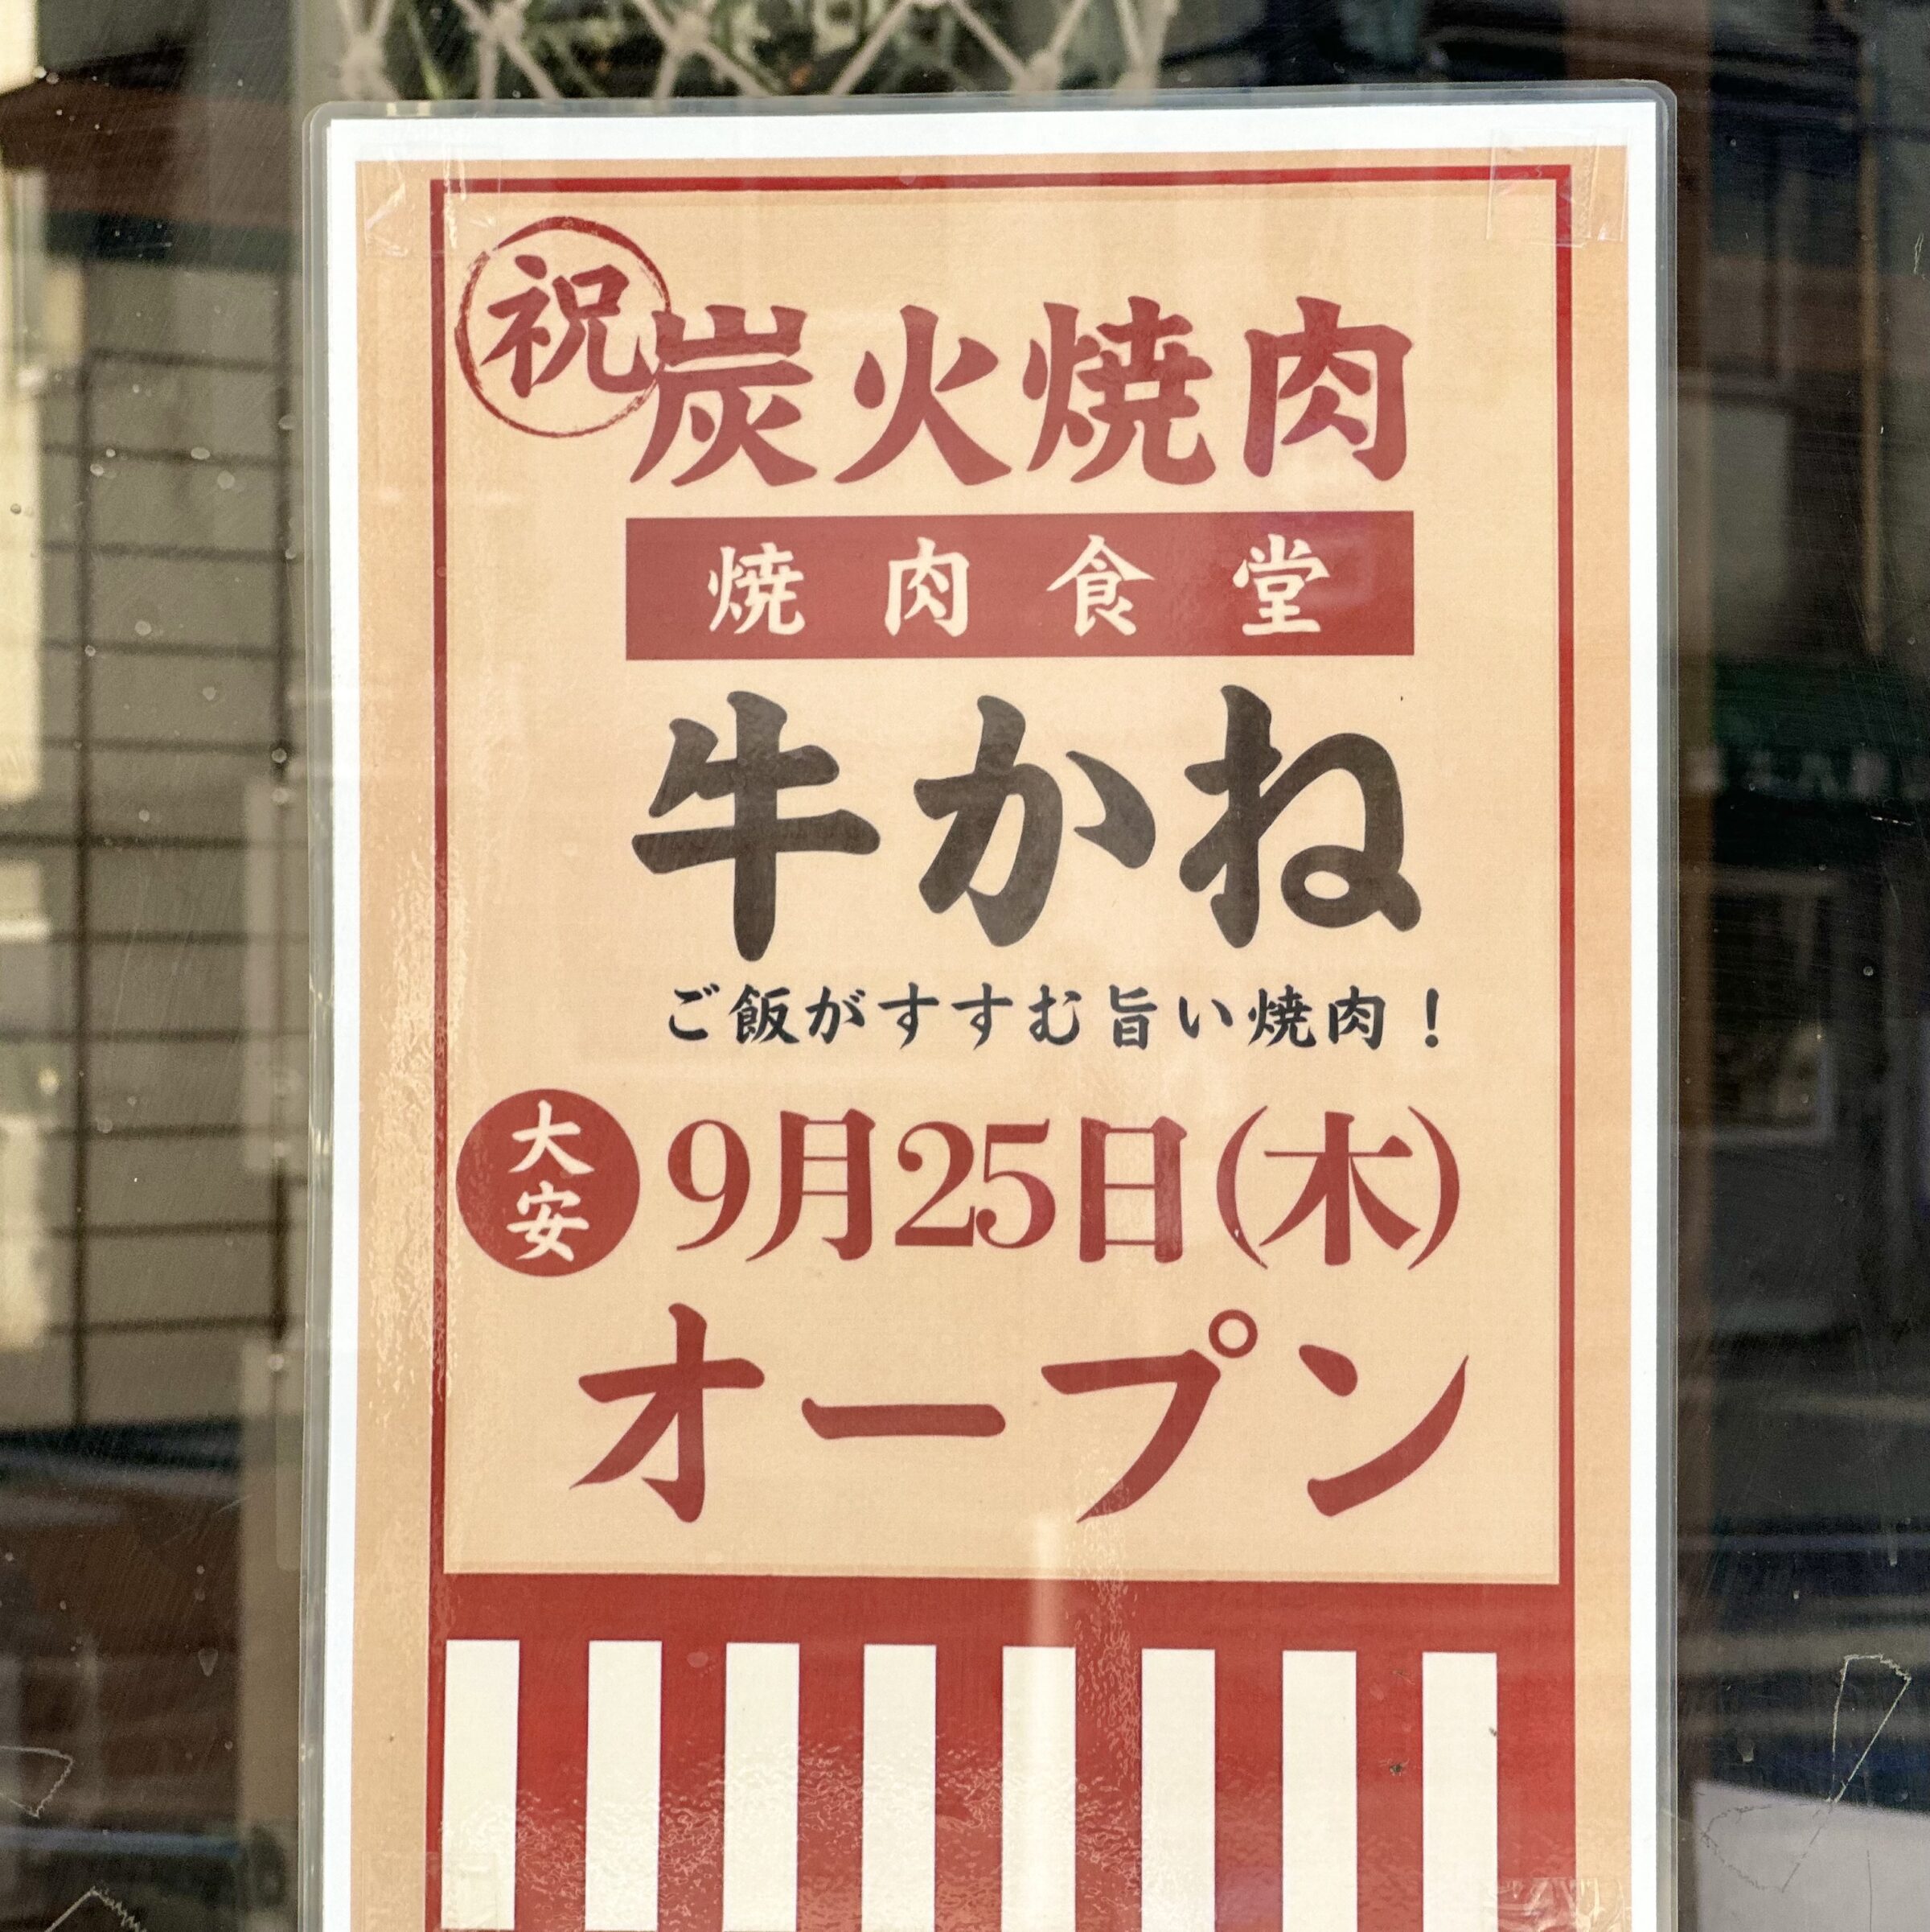 祝
炭火焼肉
焼肉食堂
牛かね
ご飯がすすむ旨い焼肉！
大安
9月25日(木)
オープン